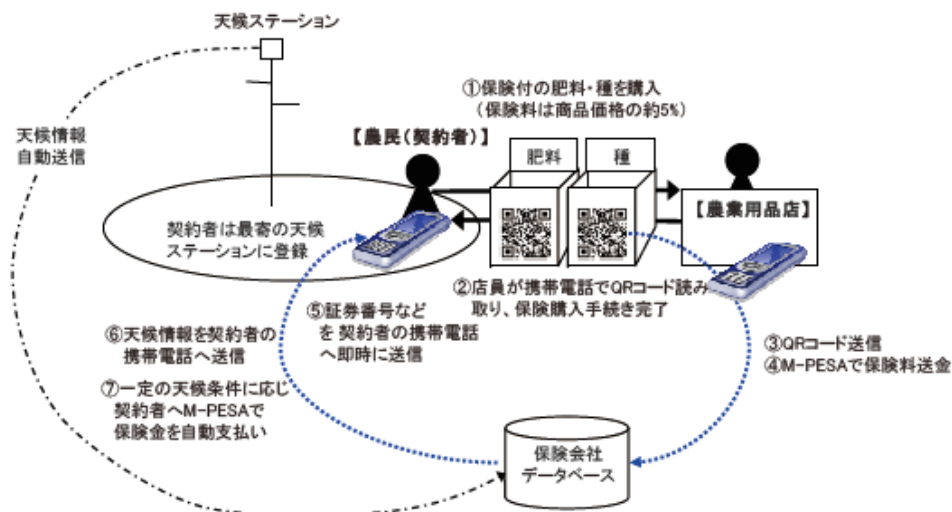 天候ステーション
①保険付の肥料・種を購入
(保険料は商品価格の約5%)
天候情報
自動送信
【農民(契約者)】
肥料
種
【農業用品店】
契約者は最寄の天候
ステーションに登録
②店員が携帯電話でQRコード読み
取り、保険購入手続き完了
⑤証券番号など
を契約者の携帯電話
へ即時に送信
⑥天候情報を契約者の
携帯電話へ送信
③QRコード送信
④M-PESAで保険料送金
⑦一定の天候条件に応じ
契約者へM-PESAで
保険金を自動支払い
保険会社
データベース